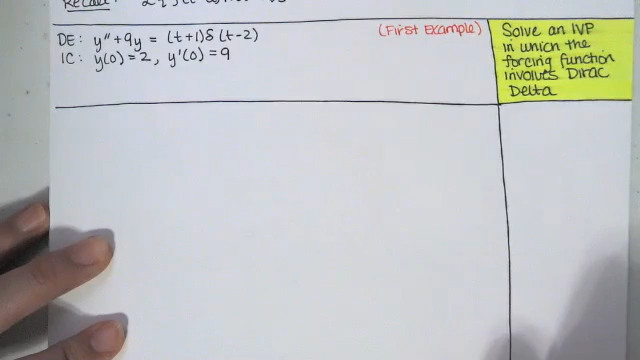 Recall:
(First Example)
DE: y" + 9y = (t+1)δ(t-2)
IC: y(0) = 2, y'(0) = 9
Solve an IVP
in which the
forcing function
involves Dirac
Delta